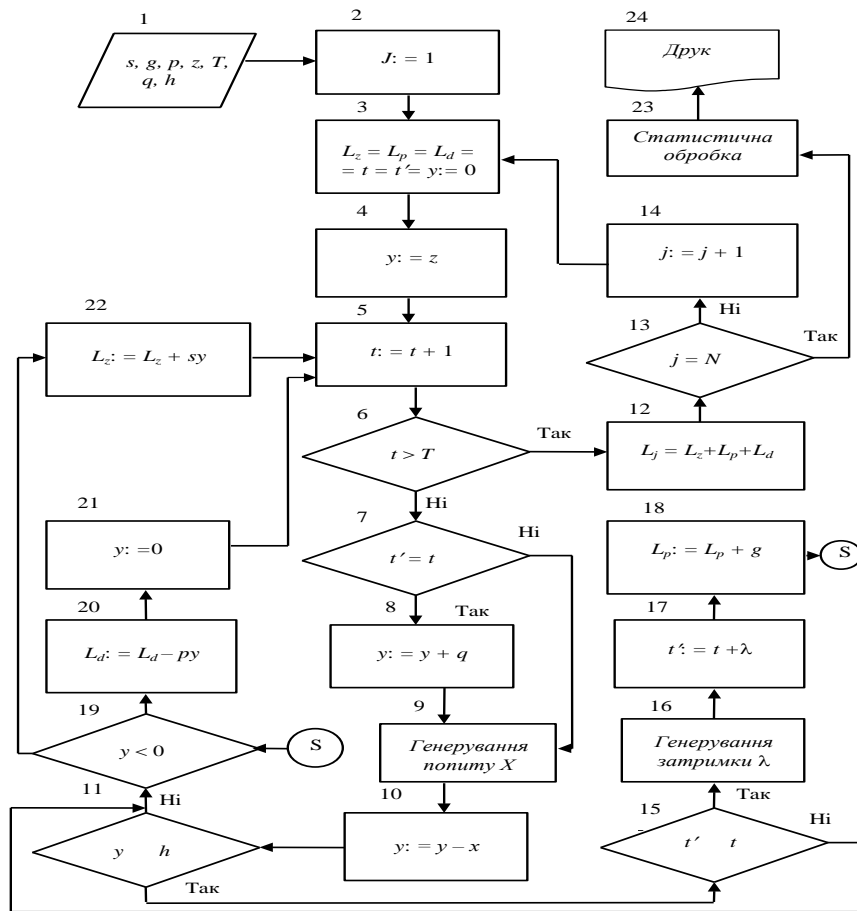 1
s, g, p, z, T,
q, h
2
J: = 1
3
L_z = L_p = L_d =
= t = t′= y: = 0
4
y: = z
5
t: = t + 1
6
t > T
Так
Ні
7
t′ = t
Ні
8
Так
y: = y + q
9
Генерування
попиту X
10
y: = y – x
11
y h
Ні
Так
12
L_j = L_z+L_p+L_d
13
j = N
Ні
Так
14
j: = j + 1
15
t′ t
Так
Ні
16
Генерування
затримки λ
17
t′: = t +λ
18
L_p: = L_p + g
S
19
y < 0
S
20
L_d: = L_d – py
21
y: =0
22
L_z: = L_z + sy
23
Статистична
обробка
24
Друк